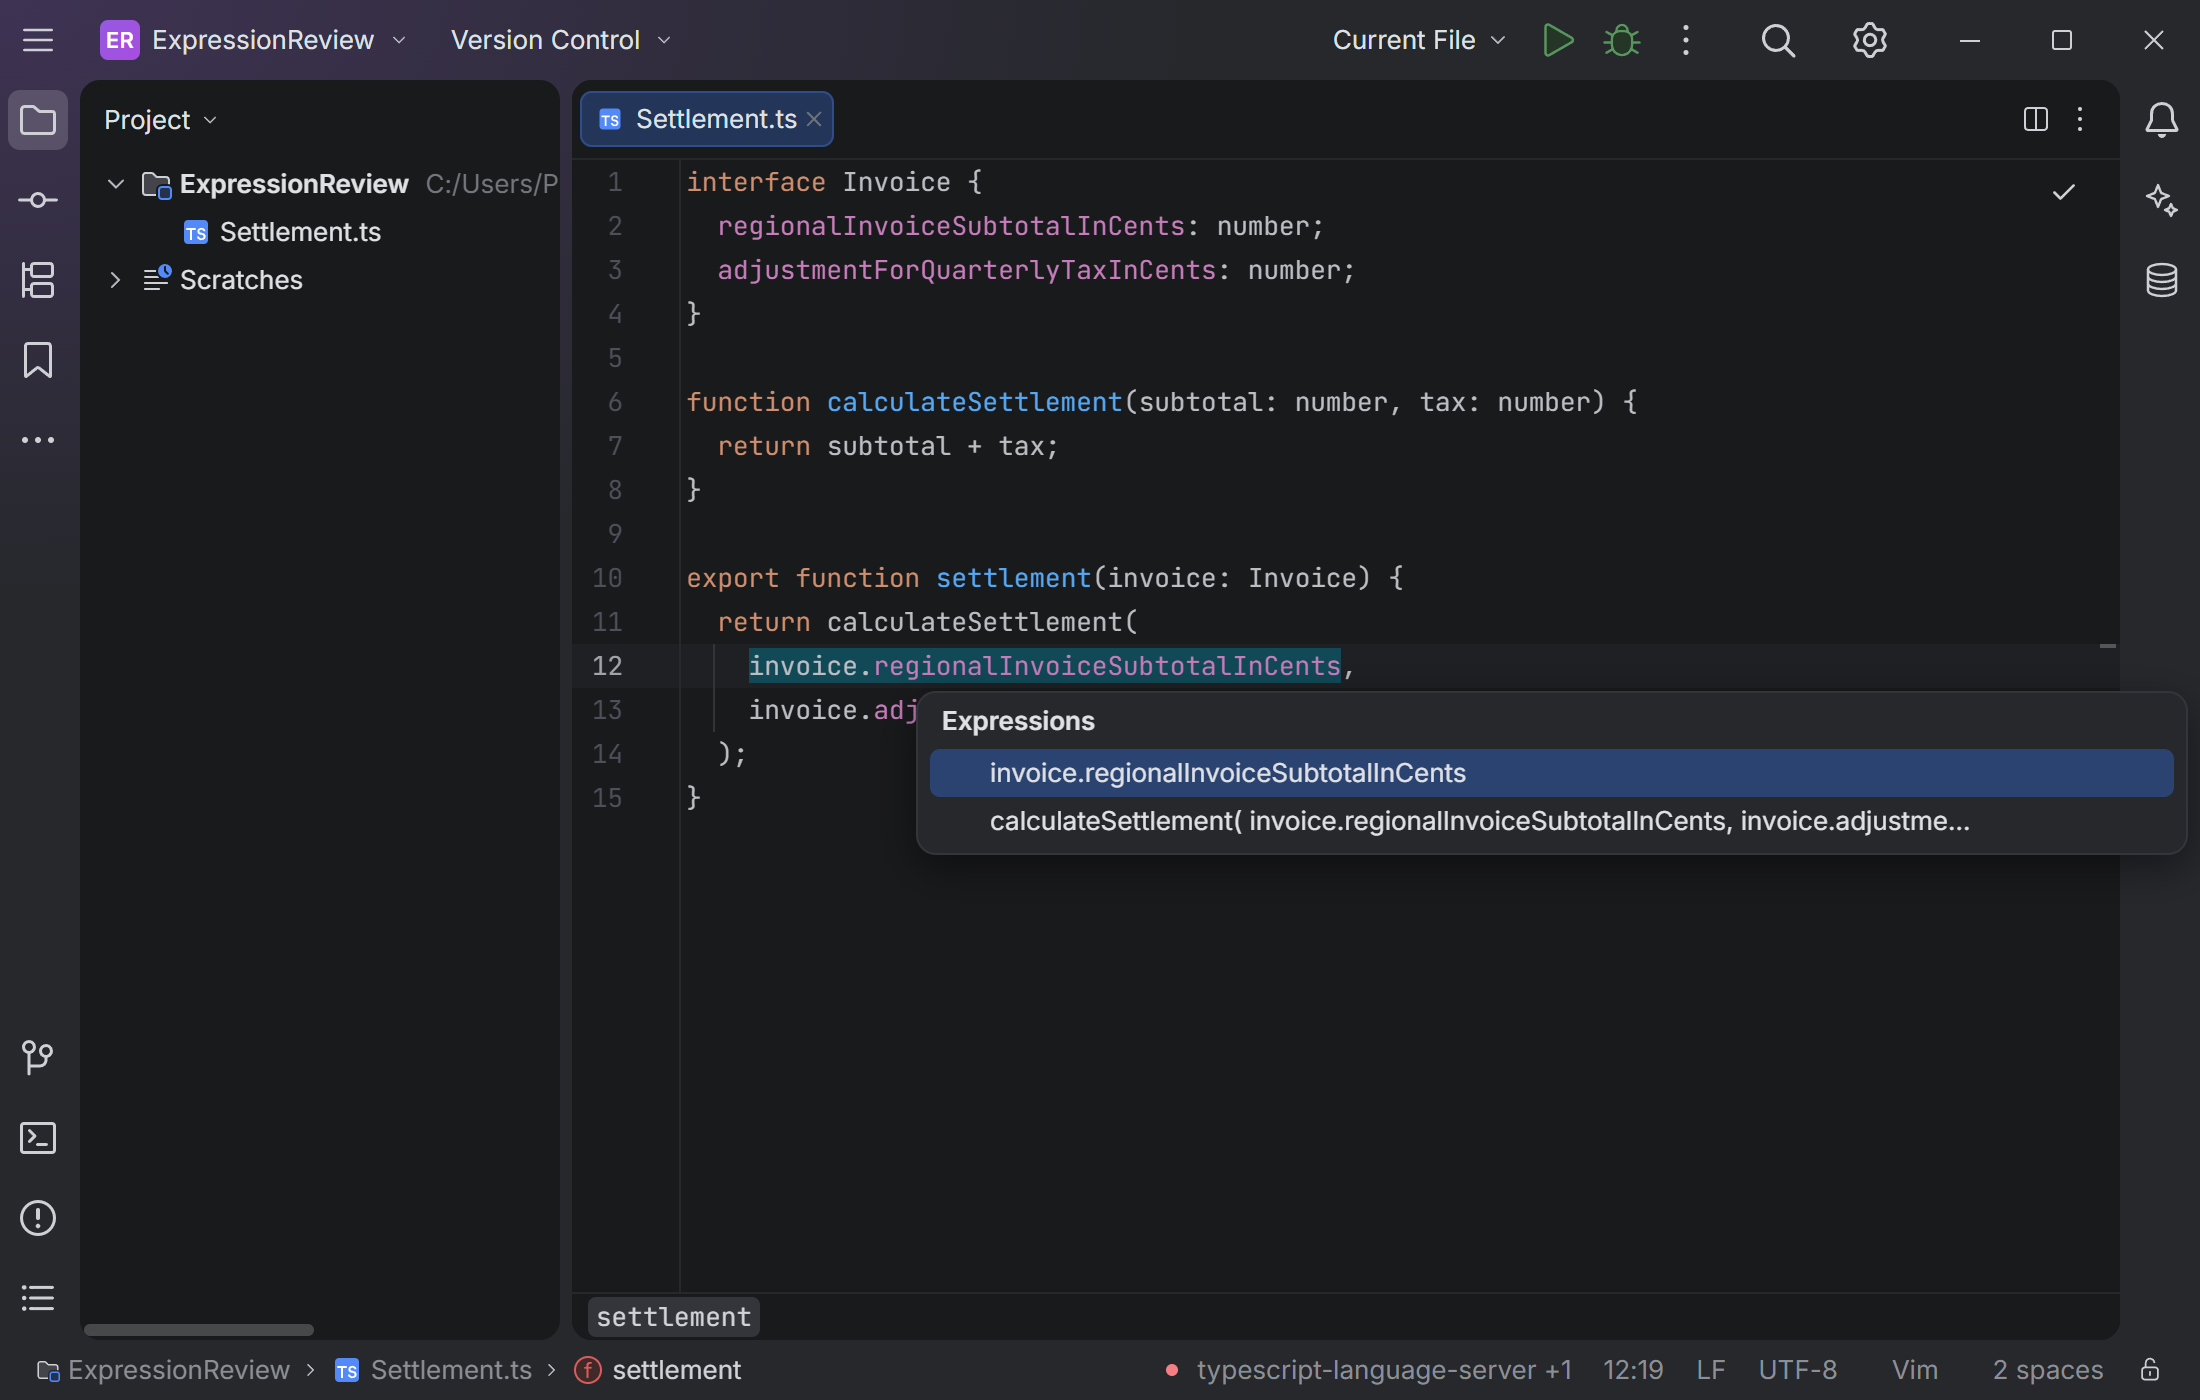 ER ExpressionReview Version Control Current File
Project
ExpressionReview C:/Users/P
TS Settlement.ts
Scratches
TS Settlement.ts
1 interface Invoice {
2 regionalInvoiceSubtotalInCents: number;
3 adjustmentForQuarterlyTaxInCents: number;
4 }
5
6 function calculateSettlement(subtotal: number, tax: number) {
7 return subtotal + tax;
8 }
9
10 export function settlement(invoice: Invoice) {
11 return calculateSettlement(
12 invoice.regionalInvoiceSubtotalInCents,
13 invoice.adj
14 );
15 }
Expressions
invoice.regionalInvoiceSubtotalInCents
calculateSettlement( invoice.regionalInvoiceSubtotalInCents, invoice.adjustme...
settlement
ExpressionReview › TS Settlement.ts › f settlement typescript-language-server +1 12:19 LF UTF-8 Vim 2 spaces